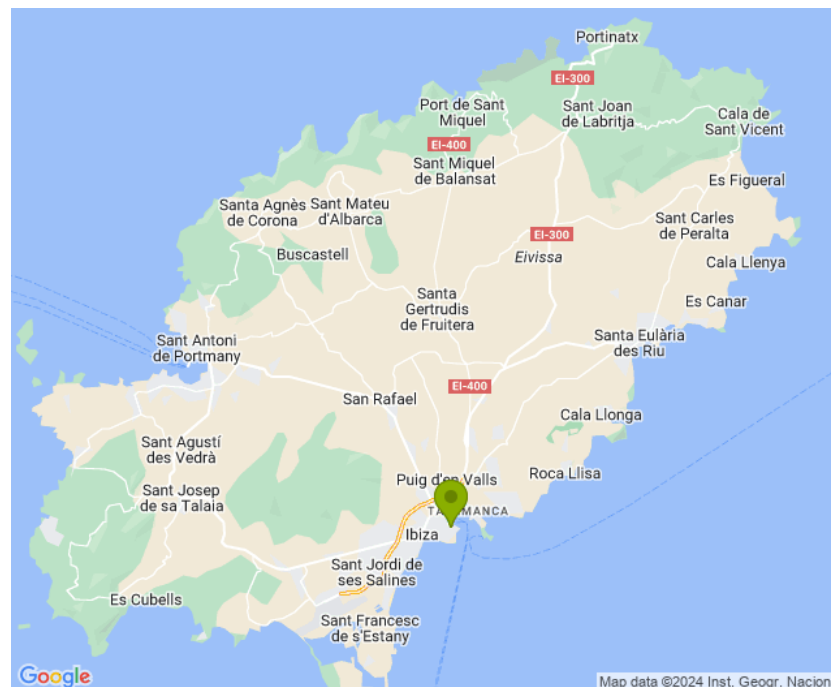 Portinatx
EI-300
Port de Sant
Miquel
Sant Joan
de Labritja
Cala de
Sant Vicent
EI-400
Sant Miquel
de Balansat
Es Figueral
Santa Agnès
de Corona
Sant Mateu
d'Albarca
Sant Carles
de Peralta
EI-300
Buscastell
Eivissa
Cala Llenya
Santa
Gertrudis
de Fruitera
Es Canar
Sant Antoni
de Portmany
Santa Eulària
des Riu
EI-400
San Rafael
Cala Llonga
Sant Agustí
des Vedrà
Roca Llisa
Puig d'en Valls
Sant Josep
de sa Talaia
Ibiza
Sant Jordi de
ses Salines
Es Cubells
Sant Francesc
de s'Estany
Google
Map data ©2024 Inst. Geogr. Nacion